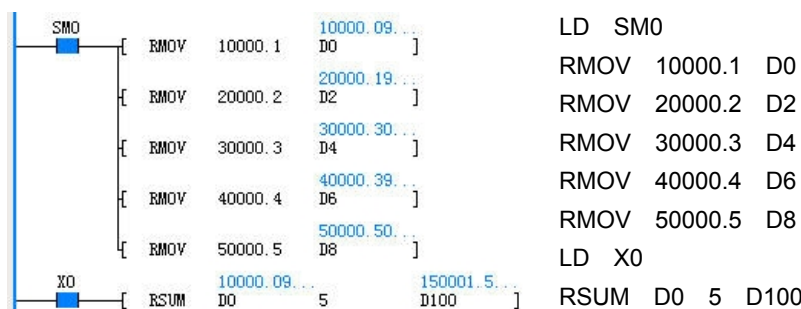 SM0
10000.09...
[ RMOV 10000.1 D0 ]
20000.19...
[ RMOV 20000.2 D2 ]
30000.30...
[ RMOV 30000.3 D4 ]
40000.39...
[ RMOV 40000.4 D6 ]
50000.50...
[ RMOV 50000.5 D8 ]
X0 10000.09... 150001.5...
[ RSUM D0 5 D100 ]
LD SM0
RMOV 10000.1 D0
RMOV 20000.2 D2
RMOV 30000.3 D4
RMOV 40000.4 D6
RMOV 50000.5 D8
LD X0
RSUM D0 5 D100